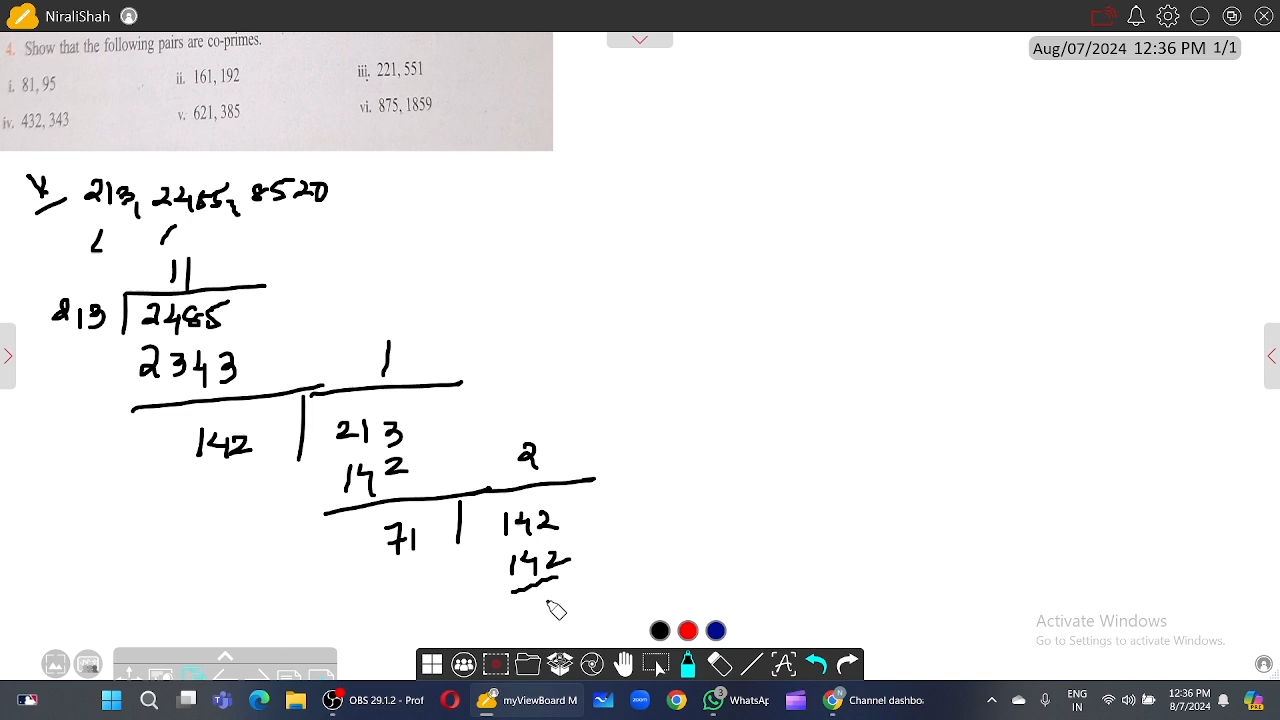 NiraliShah
Aug/07/2024 12:36 PM 1/1
4. Show that the following pairs are co-primes.
i. 81, 95 ii. 161, 192 iii. 221, 551
iv. 432, 343 v. 621, 385 vi. 875, 1859
V 213, 2485, 8520
11
213 2485
2343 1
142 213
142 2
71 142
142
Activate Windows
Go to Settings to activate Windows.
OBS 29.1.2 - Prof
myViewBoard M
zoom
3
WhatsAp
Channel dashbo
ENG
IN
12:36 PM
8/7/2024